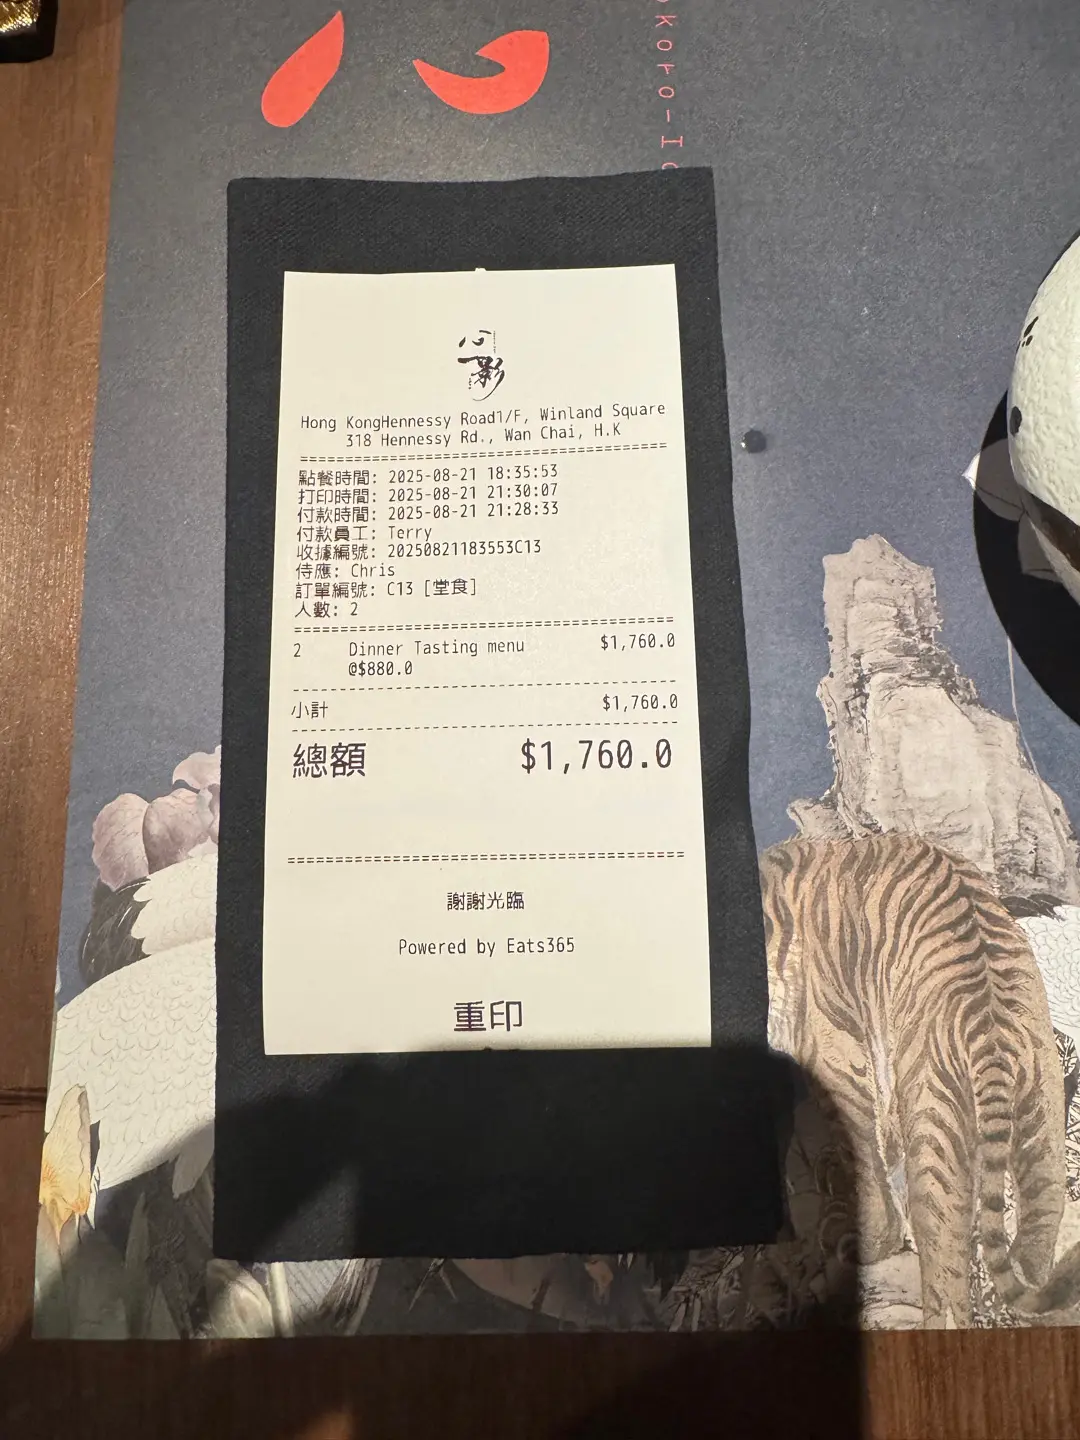 心
一影
Hong KongHennessy Road1/F, Winland Square
318 Hennessy Rd., Wan Chai, H.K
點餐時間: 2025-08-21 18:35:53
打印時間: 2025-08-21 21:30:07
付款時間: 2025-08-21 21:28:33
付款員工: Terry
收據編號: 20250821183553C13
侍應: Chris
訂單編號: C13 [堂食]
人數: 2
2 Dinner Tasting menu $1,760.0
@$880.0
小計 $1,760.0
總額 $1,760.0
謝謝光臨
Powered by Eats365
重印